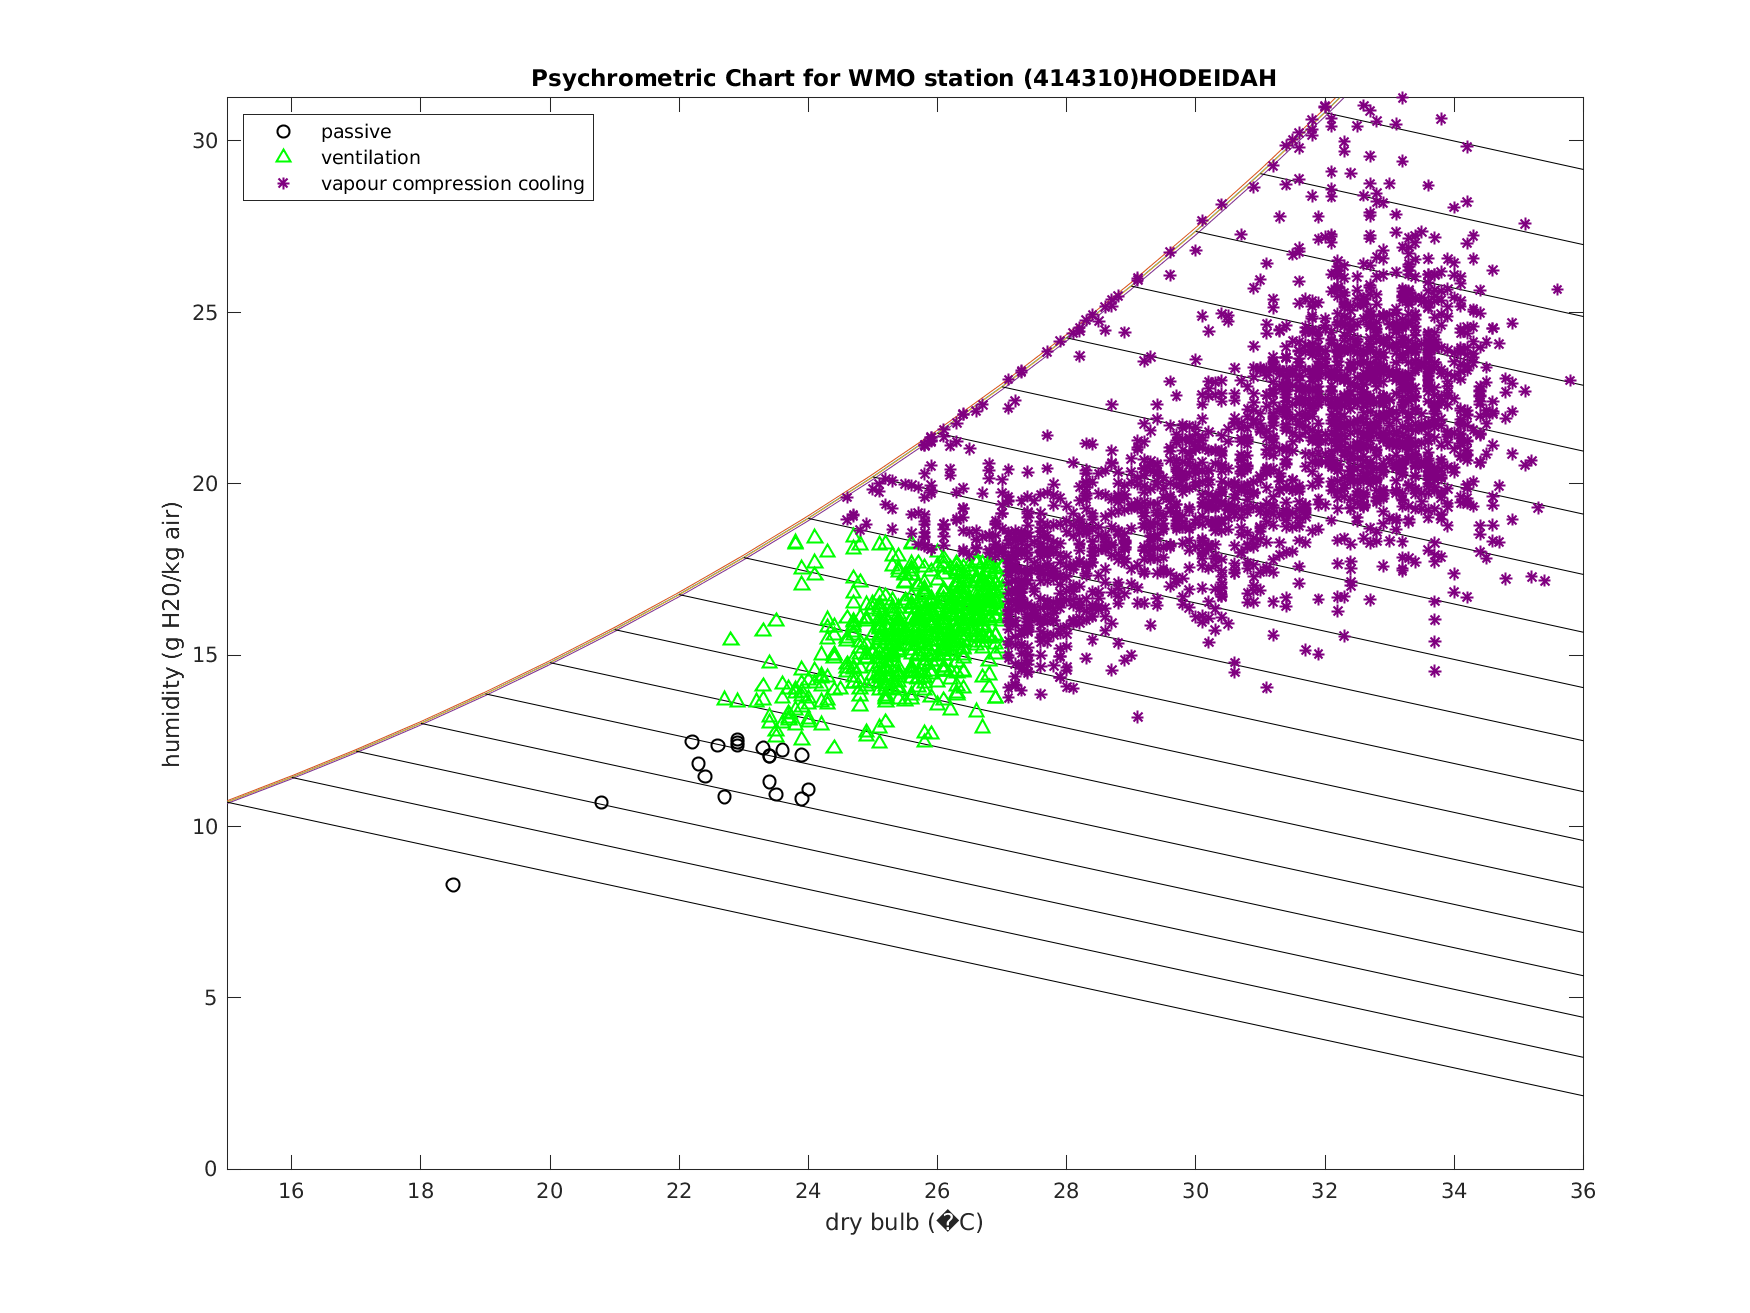 Psychrometric Chart for WMO station (414310)HODEIDAH
passive
ventilation
vapour compression cooling
humidity (g H20/kg air)
30
25
20
15
10
5
0
16 18 20 22 24 26 28 30 32 34 36
dry bulb (�C)